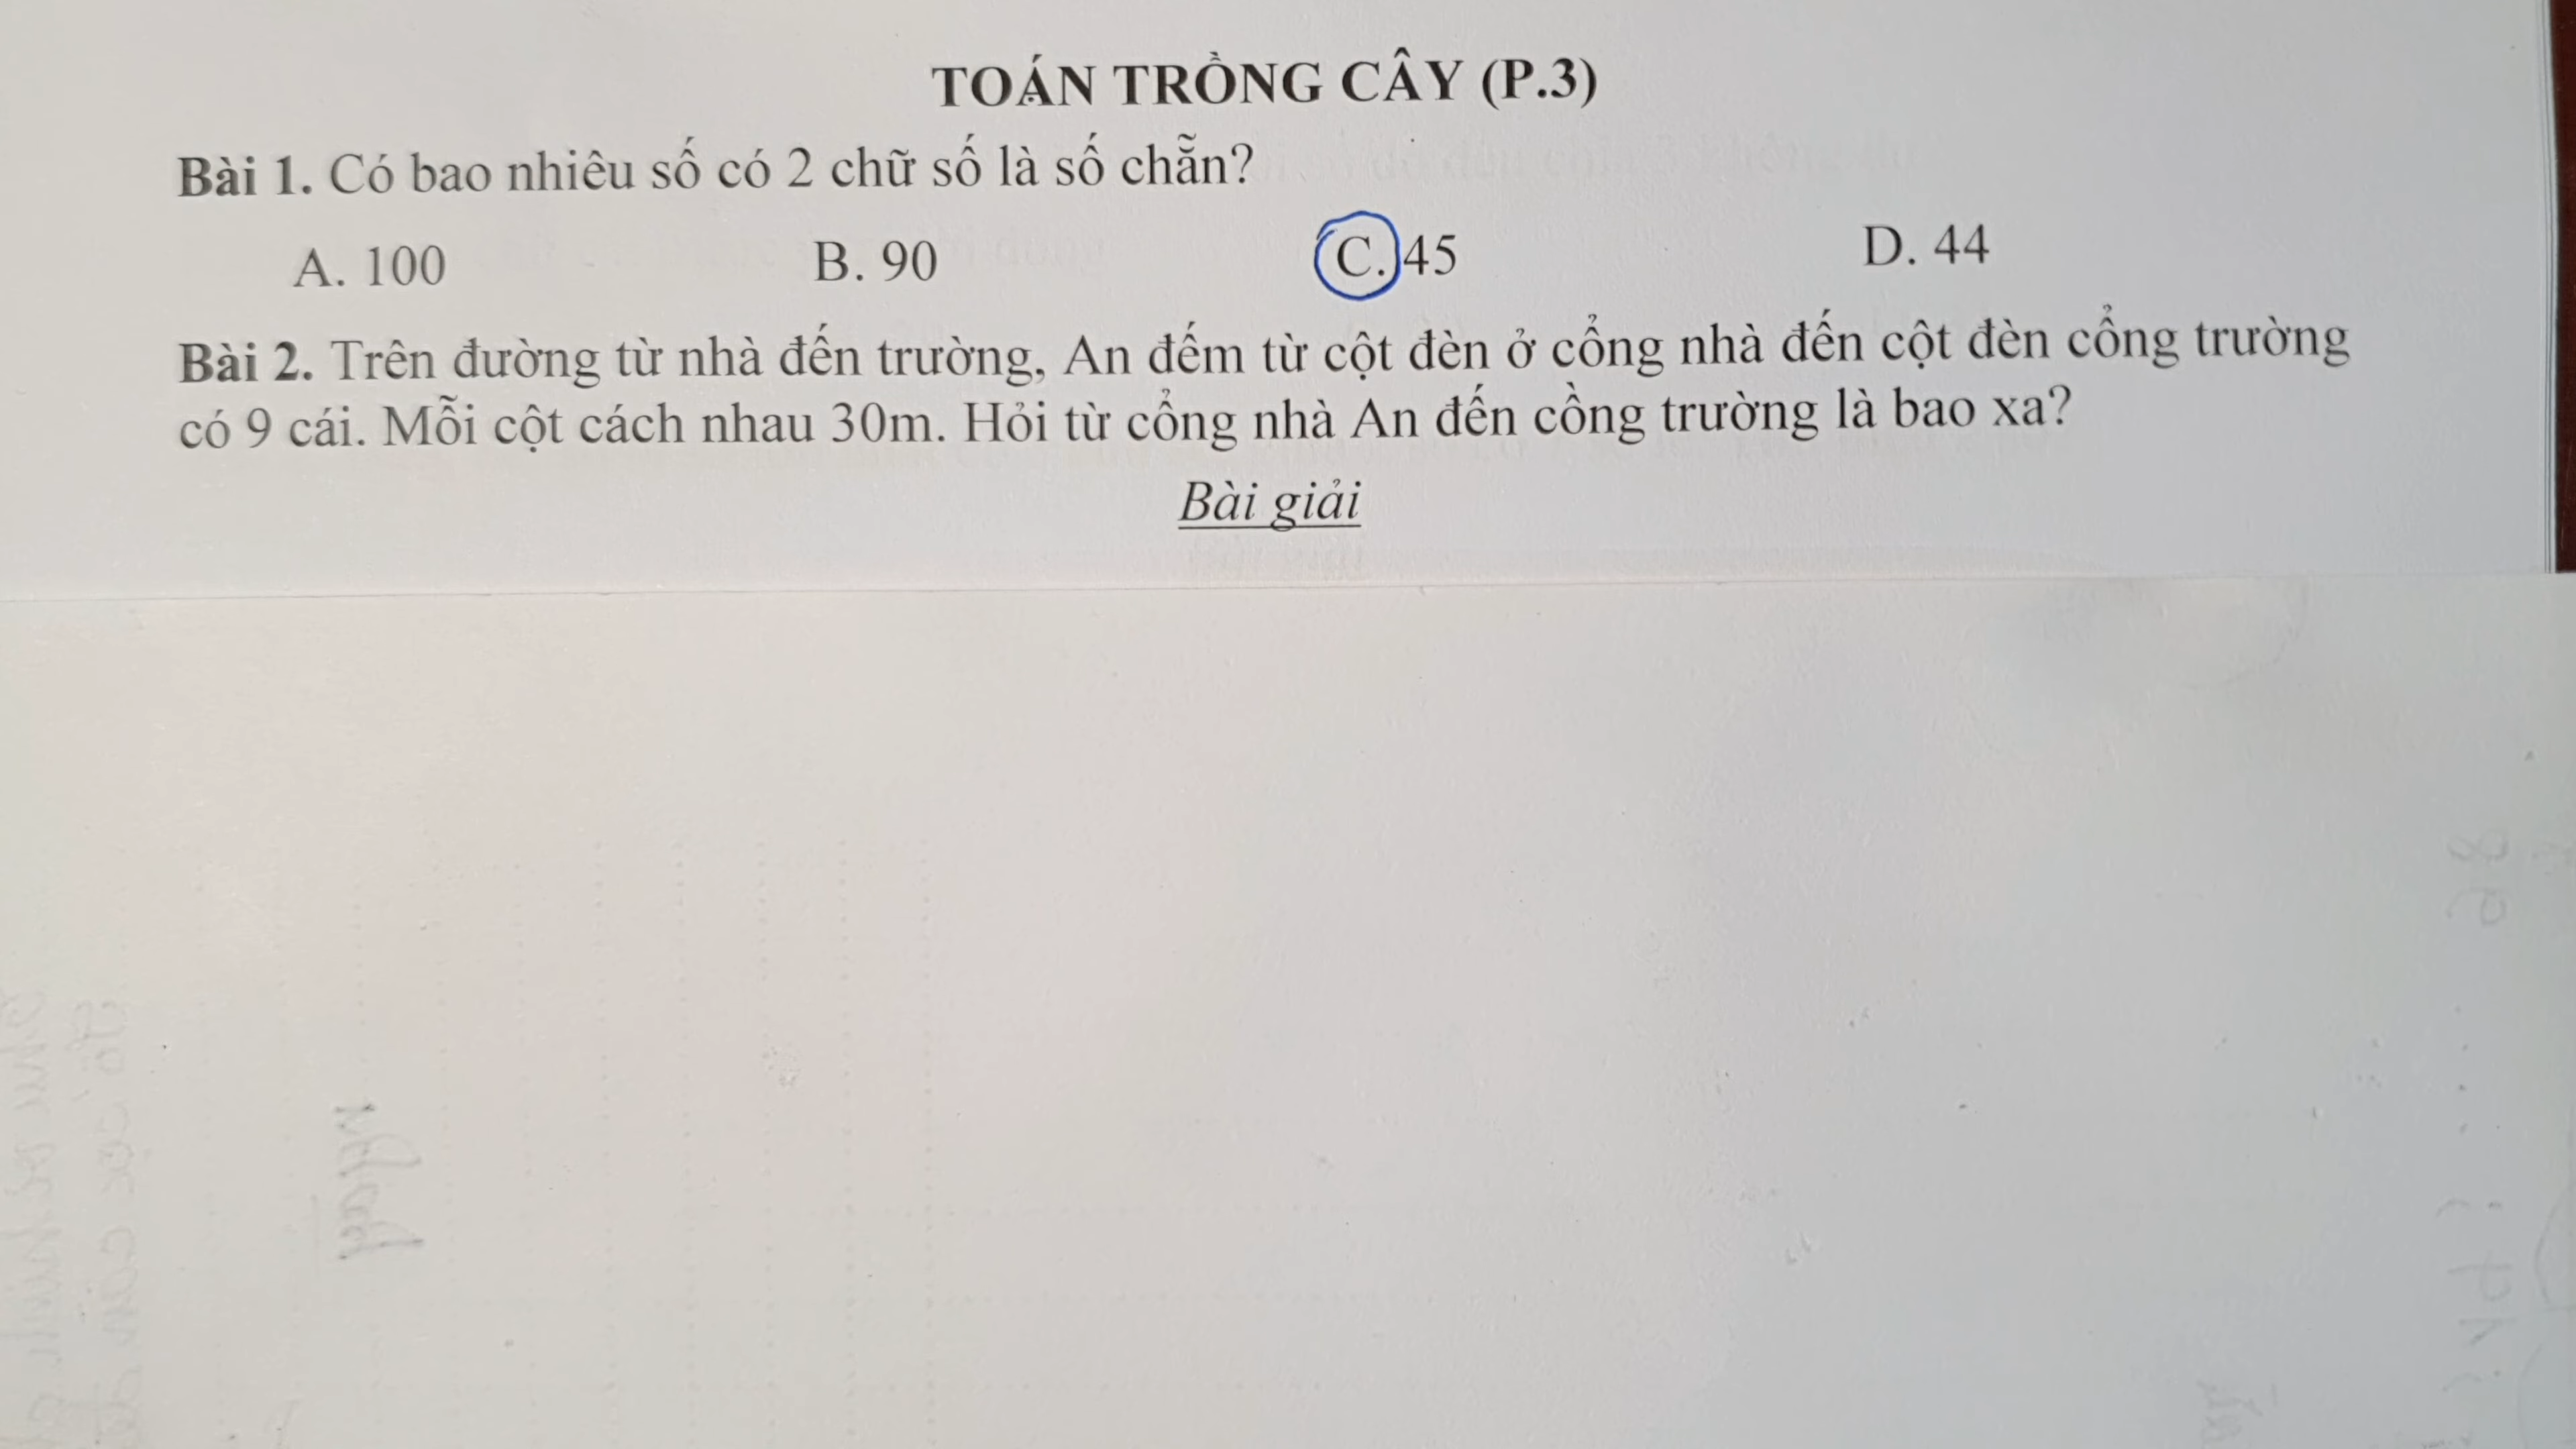 TOÁN TRỒNG CÂY (P.3)
Bài 1. Có bao nhiêu số có 2 chữ số là số chẵn?
A. 100 B. 90 C. 45 D. 44
Bài 2. Trên đường từ nhà đến trường, An đếm từ cột đèn ở cổng nhà đến cột đèn cổng trường
có 9 cái. Mỗi cột cách nhau 30m. Hỏi từ cổng nhà An đến cồng trường là bao xa?
Bài giải